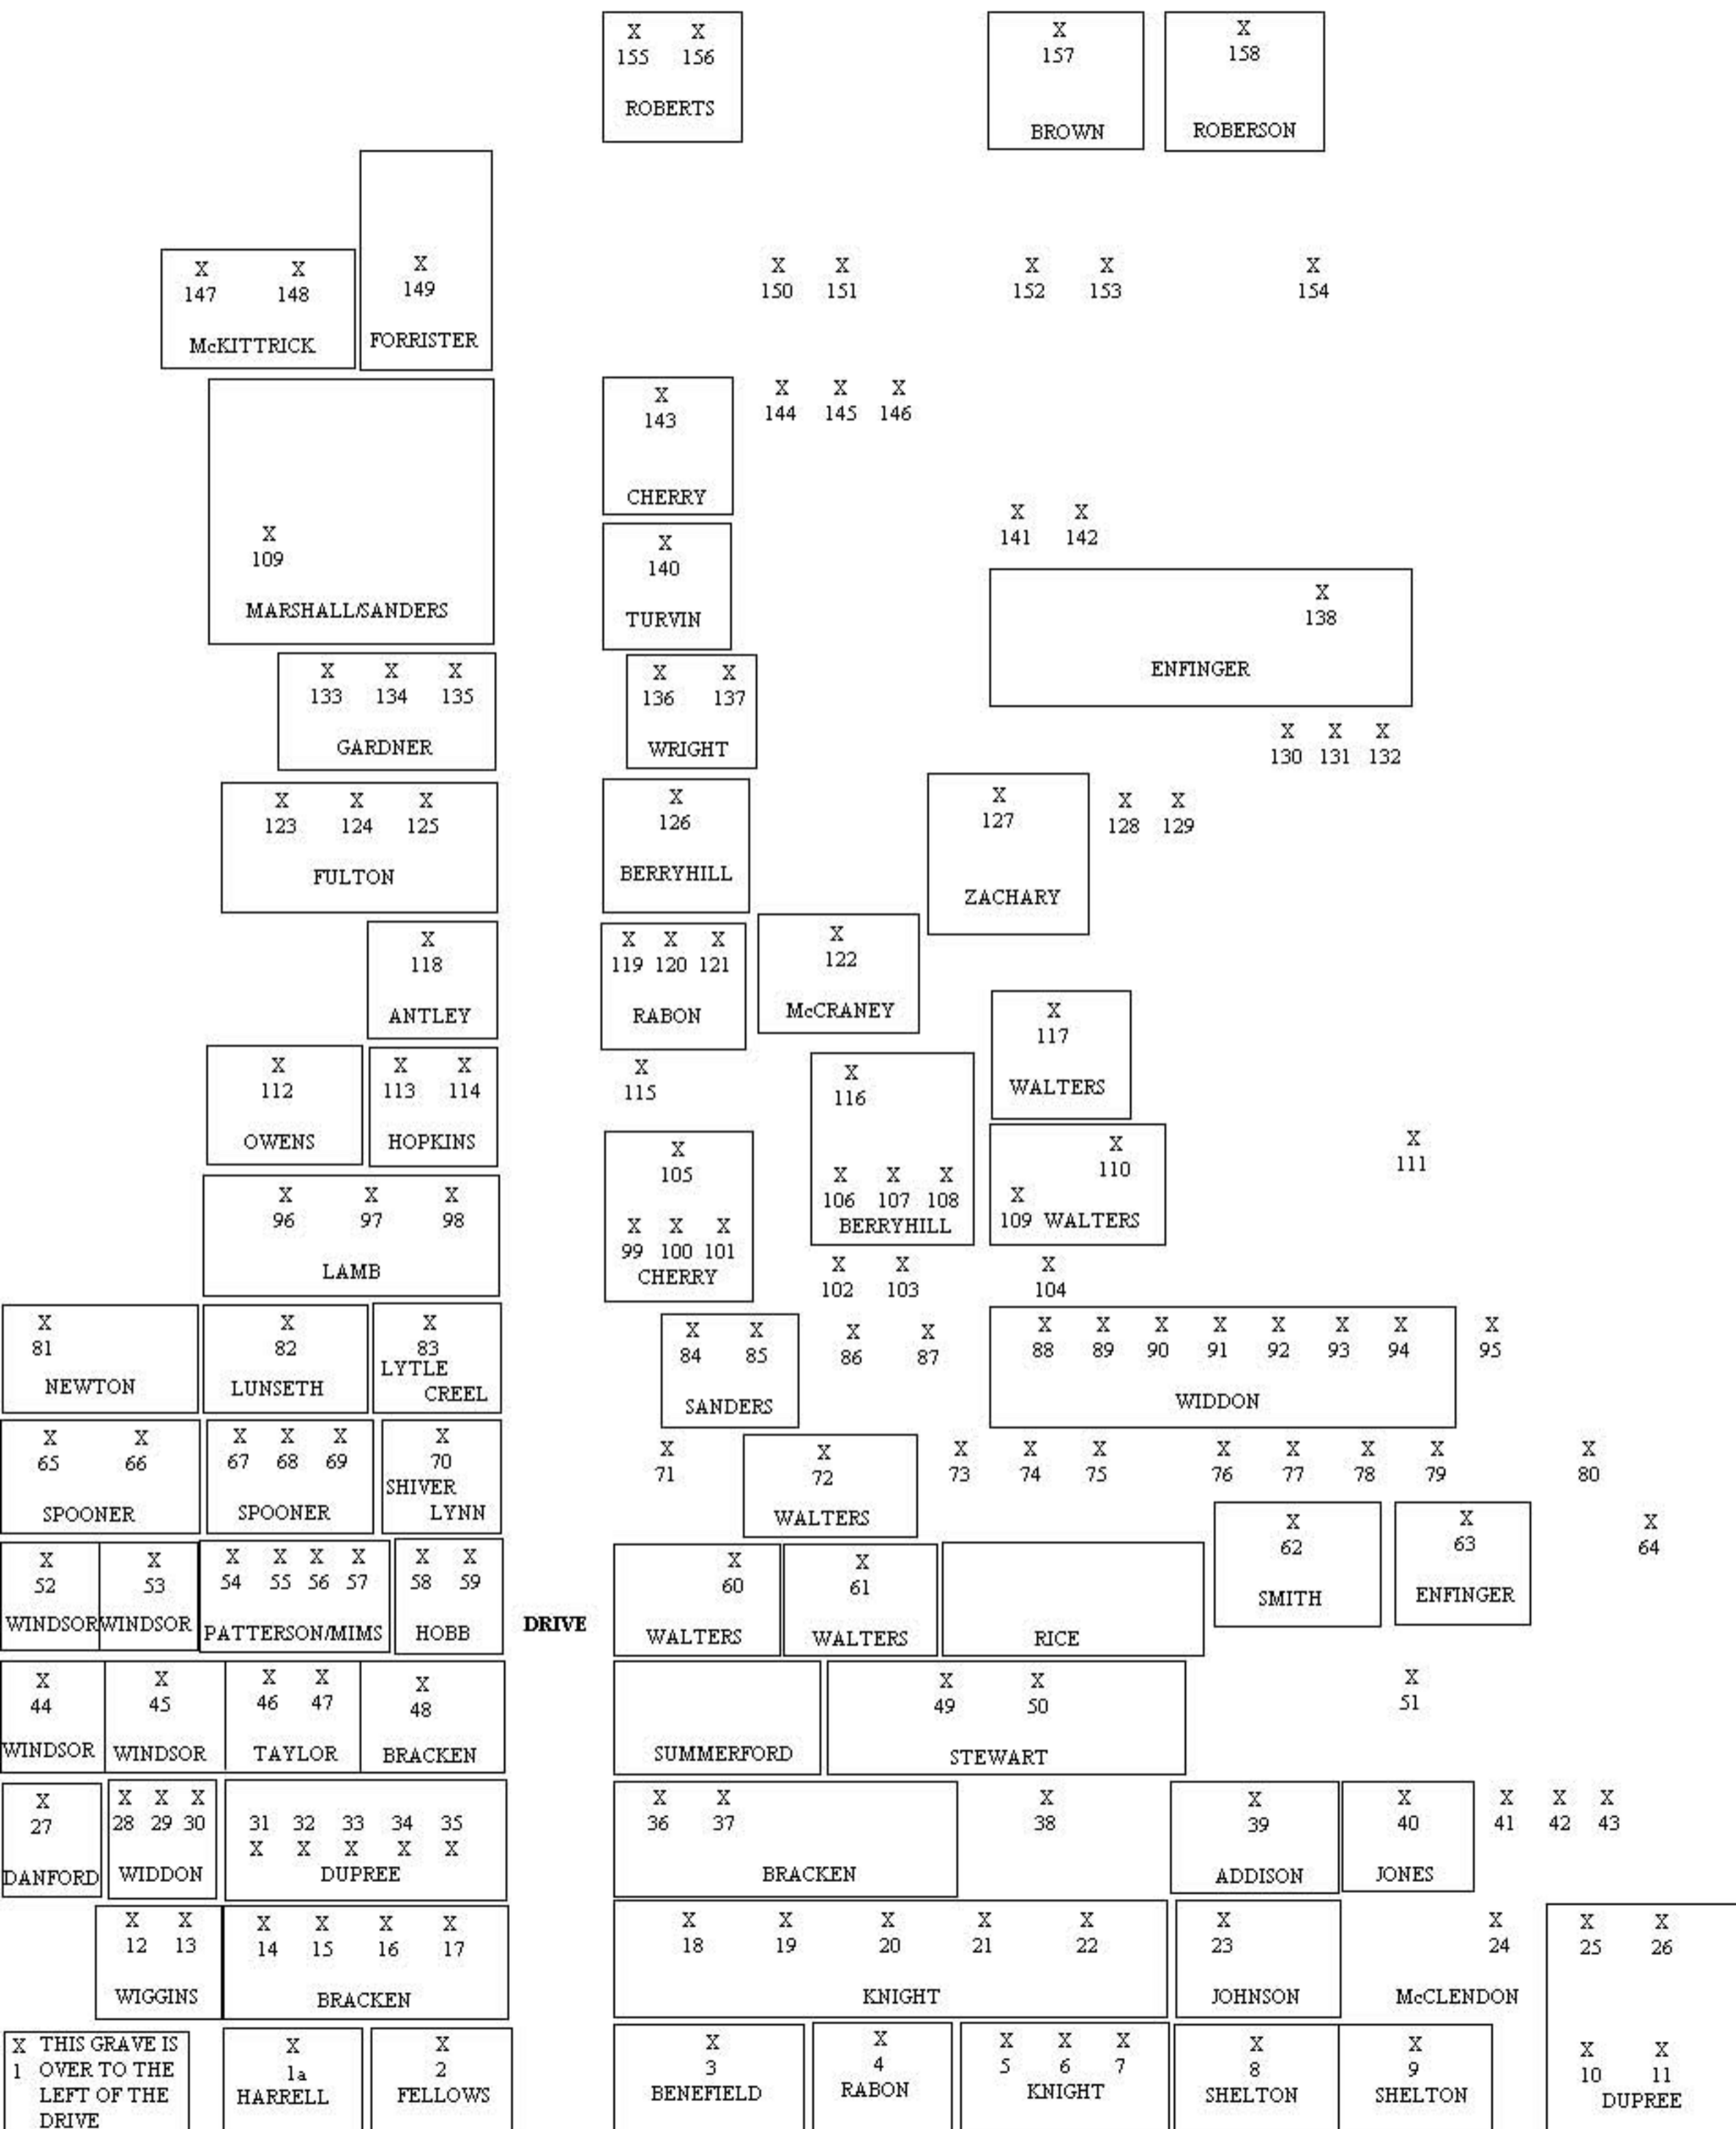 X X X X
155 156 157 158
ROBERTS BROWN ROBERSON
X X X X X X X X
147 148 149 150 151 152 153 154
McKITTRICK FORRISTER
X X X X
143 144 145 146
CHERRY
X X
141 142
X X
109 140
MARSHALL/SANDERS TURVIN
X
138
ENFINGER
X X X X X
133 134 135 136 137
GARDNER WRIGHT
X X X
130 131 132
X X X X X X X
123 124 125 126 127 128 129
FULTON BERRYHILL ZACHARY
X X X X X
118 119 120 121 122
ANTLEY RABON McCRANEY
X
117
WALTERS
X X X X X
112 113 114 115 116
OWENS HOPKINS
X X X
105 110 111
X X X X
106 107 108 109 WALTERS
BERRYHILL
X X X X X X
96 97 98 99 100 101
LAMB CHERRY
X X X
102 103 104
X X X X X X X X X X X X X X X
81 82 83 84 85 86 87 88 89 90 91 92 93 94 95
NEWTON LUNSETH LYTLE CREEL SANDERS WIDDON
X X X X X X X X X X X X X X X X
65 66 67 68 69 70 71 72 73 74 75 76 77 78 79 80
SPOONER SPOONER SHIVER LYNN WALTERS
X X X
62 63 64
SMITH ENFINGER
X X X X X X X X X X
52 53 54 55 56 57 58 59 60 61
WINDSOR WINDSOR PATTERSON/MIMS HOBB DRIVE WALTERS WALTERS RICE
X X X X X X X X
44 45 46 47 48 49 50 51
WINDSOR WINDSOR TAYLOR BRACKEN SUMMERFORD STEWART
X X X X X X X X X X X X
27 28 29 30 31 32 33 34 35 36 37 38 39 40 41 42 43
X X X X X
DANFORD WIDDON DUPREE BRACKEN ADDISON JONES
X X X X X X X X X X X X X X X
12 13 14 15 16 17 18 19 20 21 22 23 24 25 26
WIGGINS BRACKEN KNIGHT JOHNSON McCLENDON
X THIS GRAVE IS
1 OVER TO THE
LEFT OF THE
DRIVE
X X X X X X X X X X X
1a 2 3 4 5 6 7 8 9 10 11
HARRELL FELLOWS BENEFIELD RABON KNIGHT SHELTON SHELTON DUPREE